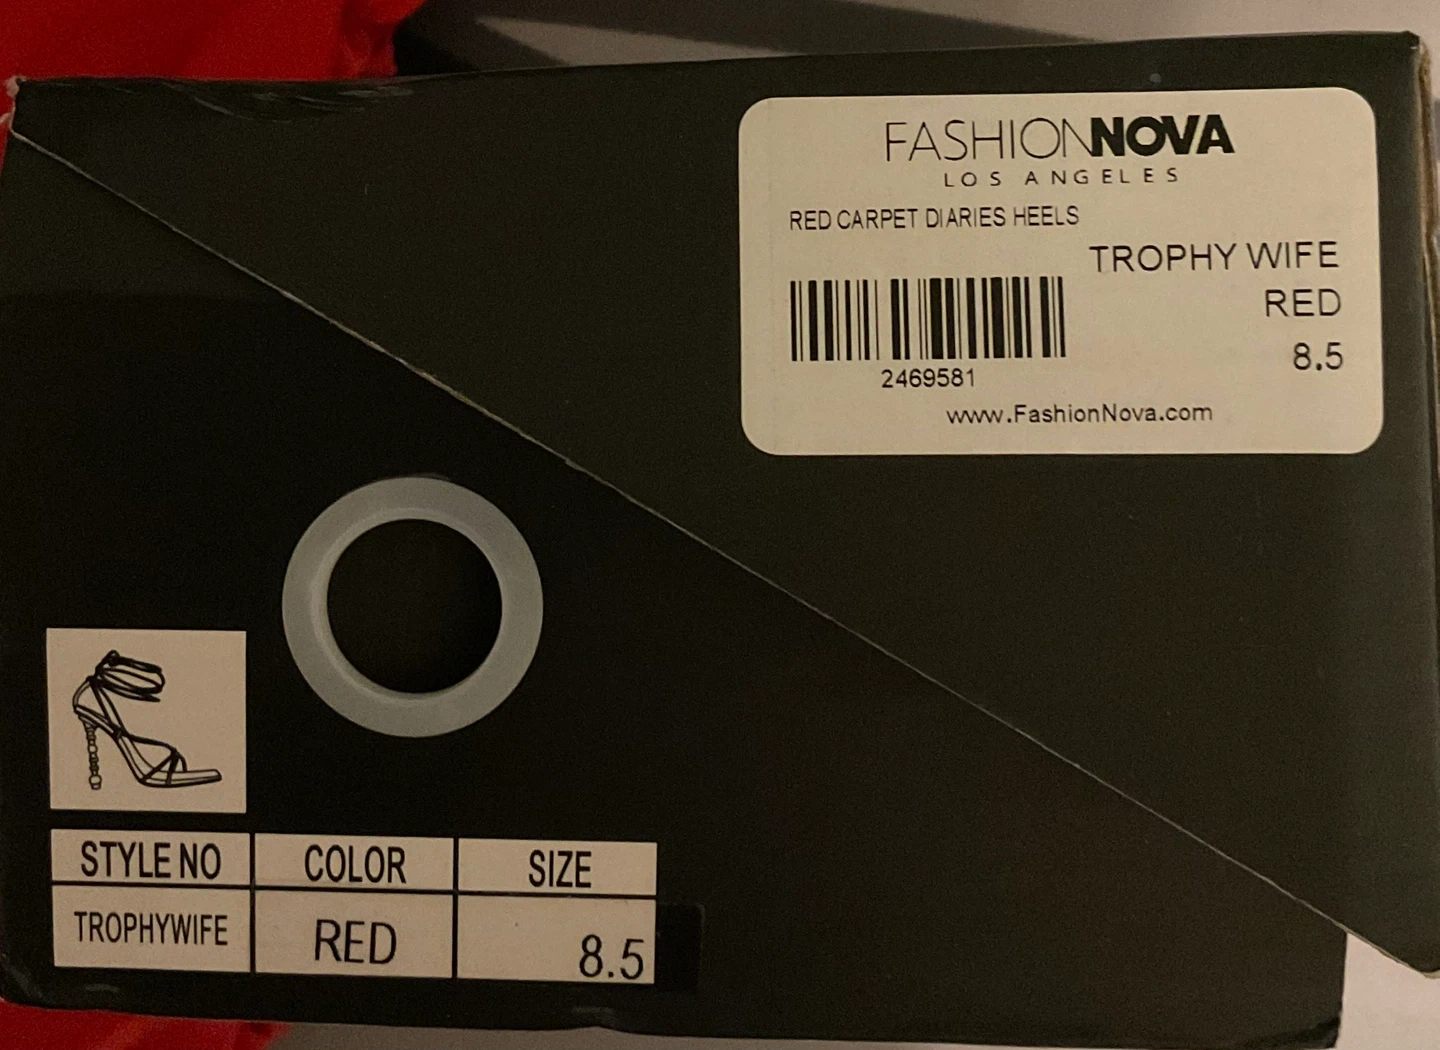 FASHIONNOVA
LOS ANGELES
RED CARPET DIARIES HEELS
TROPHY WIFE
RED
8.5
2469581
www.FashionNova.com
STYLE NO COLOR SIZE
TROPHYWIFE RED 8.5